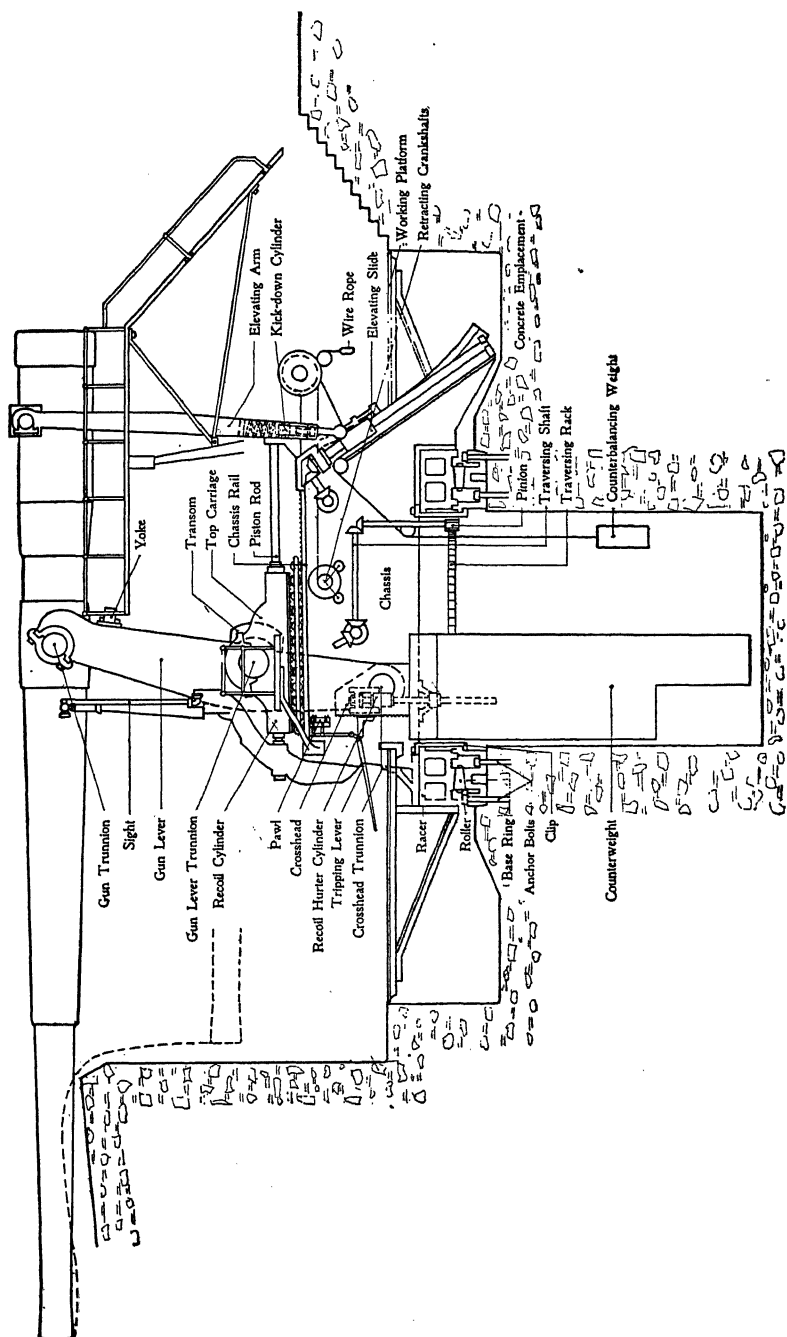 Gun Trunnion
Sight
Gun Lever
Gun Lever Trunnion
Recoil Cylinder
Pawl
Crosshead
Recoil Hurter Cylinder
Tripping Lever
Crosshead Trunnion
Racer
Roller
Base Ring
Anchor Bolts
Clip
Counterweight
Yoke
Transom
Top Carriage
Chassis Rail
Piston Rod
Chassis
Elevating Arm
Kick-down Cylinder
Wire Rope
Elevating Slide
Working Platform
Retracting Crankshafts
Concrete Emplacement
Pinion
Traversing Shaft
Traversing Rack
Counterbalancing Weight